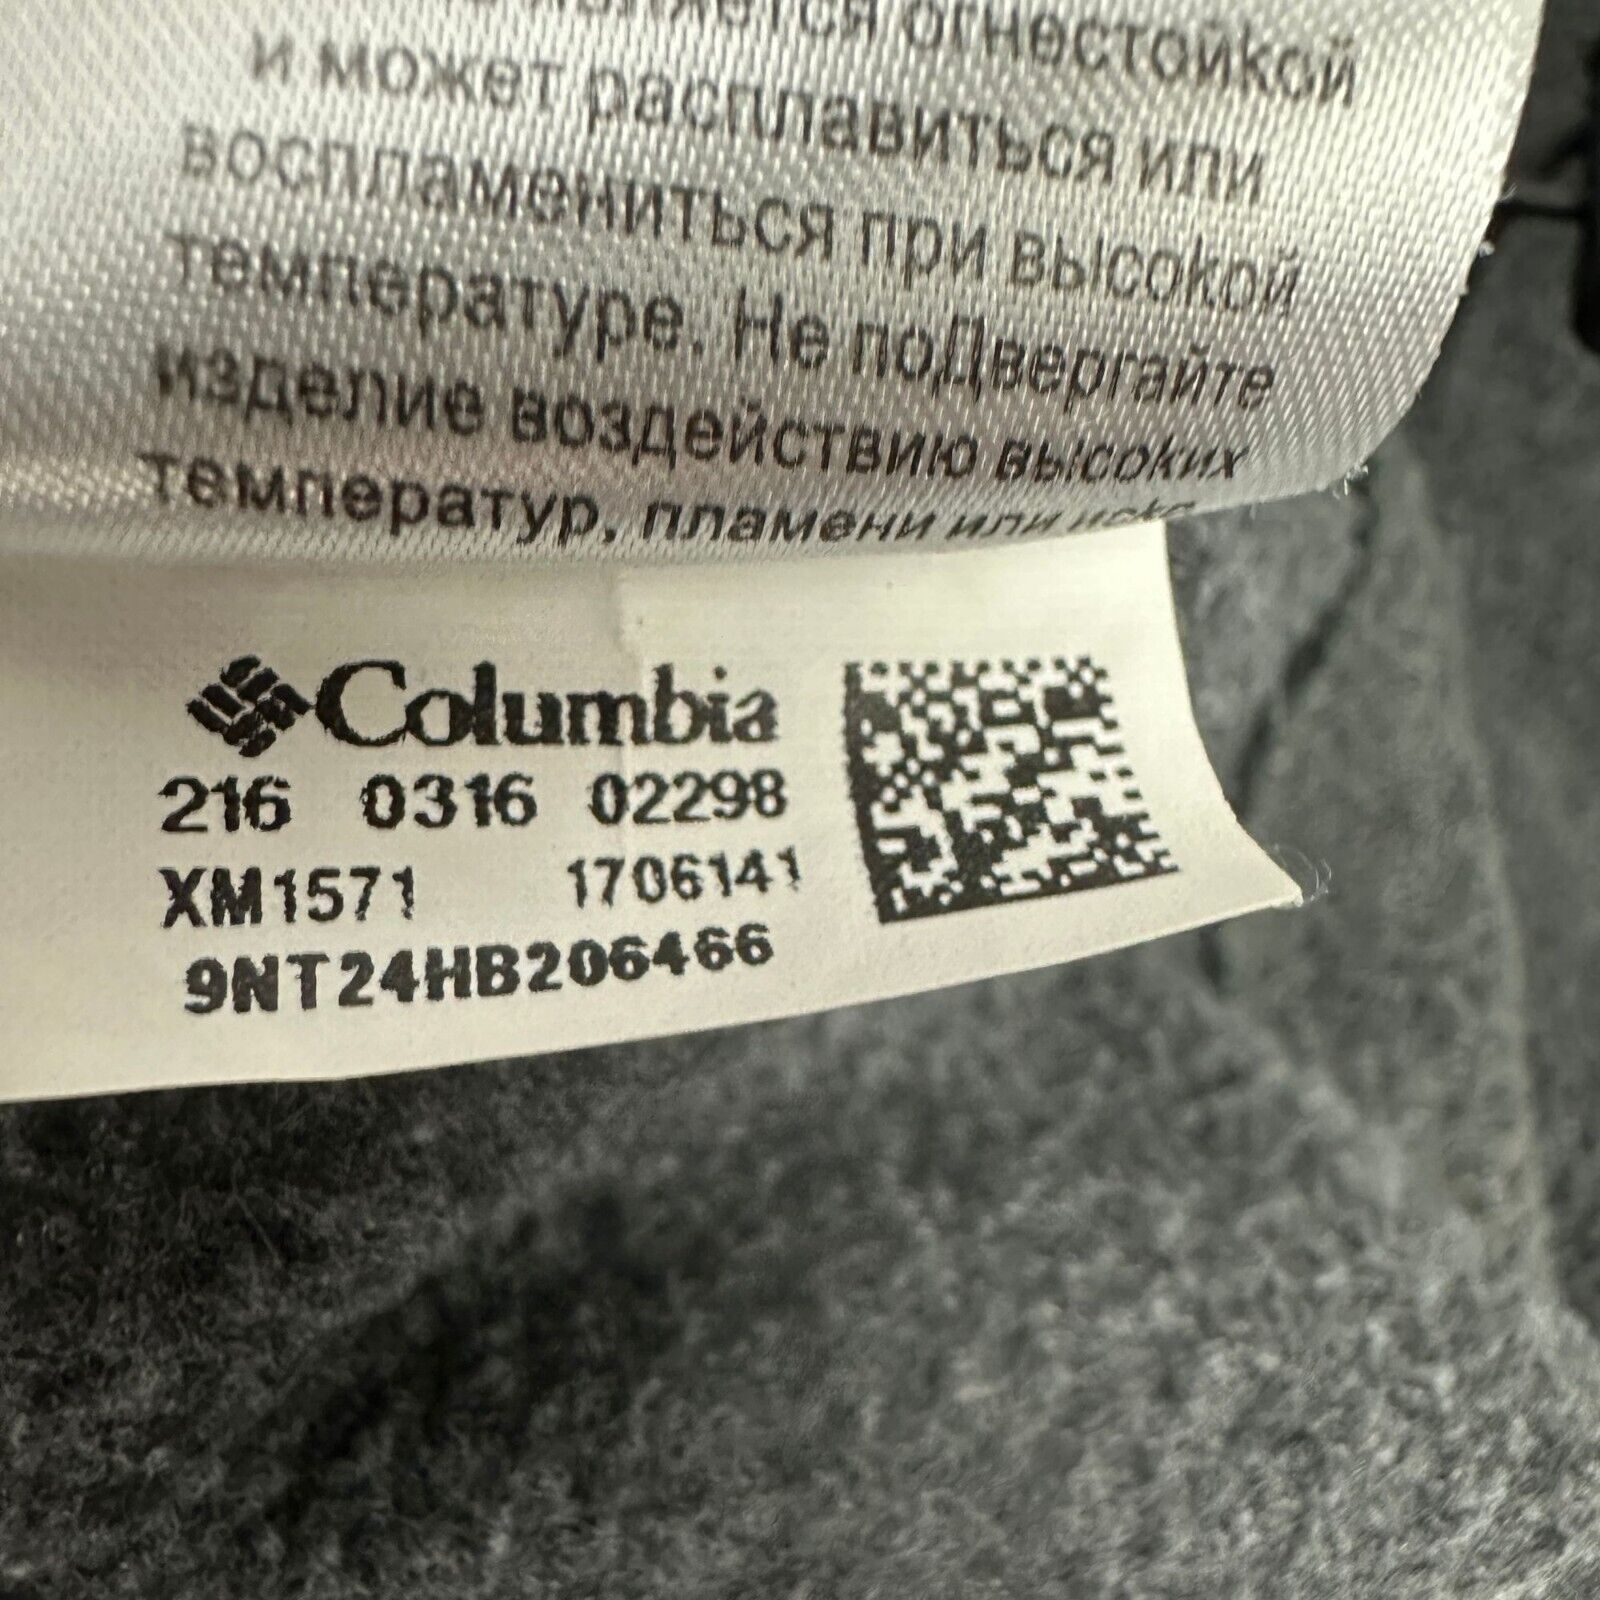 огнестойкой
и может расплавиться или
воспламениться при высокой
температуре. Не поДвергайте
изделие воздействию высоких
температур, пламени или
Columbia
216 0316 02298
XM1571 1706141
9NT24HB206466